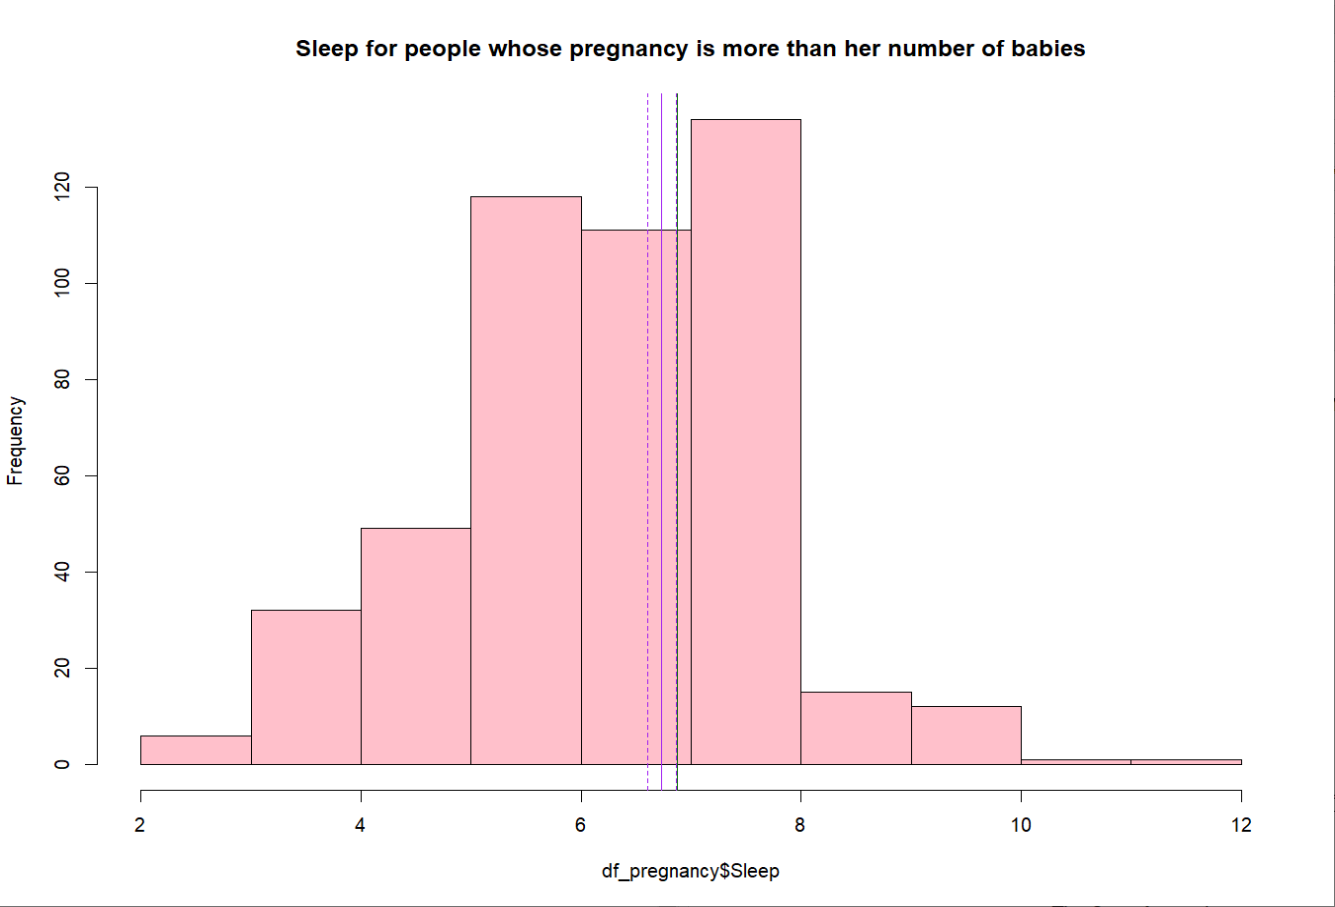 Sleep for people whose pregnancy is more than her number of babies
Frequency
120
100
80
60
40
20
0
2 4 6 8 10 12
df_pregnancy$Sleep